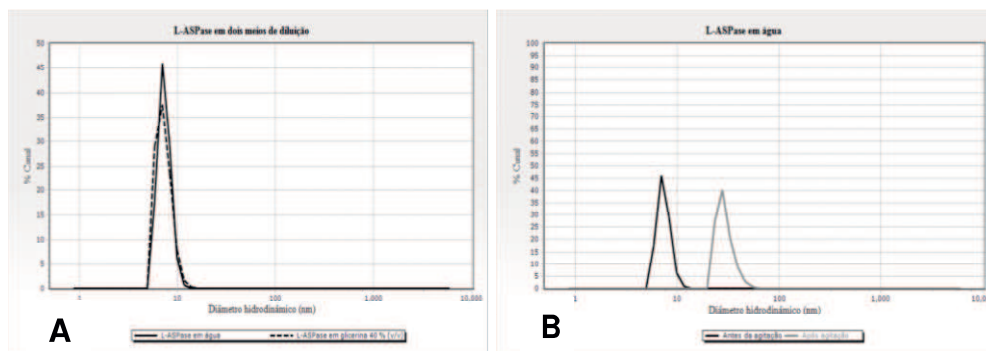 L-ASPase em dois meios de diluição
50
45
40
35
30
25
20
15
10
5
0
% Canal
1 10 1,000 10,000
Diâmetro hidrodinâmico (nm)
L-ASPase em água L-ASPase em glicerina 40 % (v/v)
A
L-ASPase em água
100
95
90
85
80
75
70
65
60
55
50
45
40
35
30
25
20
15
10
5
0
% Canal
1 10 100 1,000 10,000
Diâmetro hidrodinâmico (nm)
Antes da agitação Após agitação
B